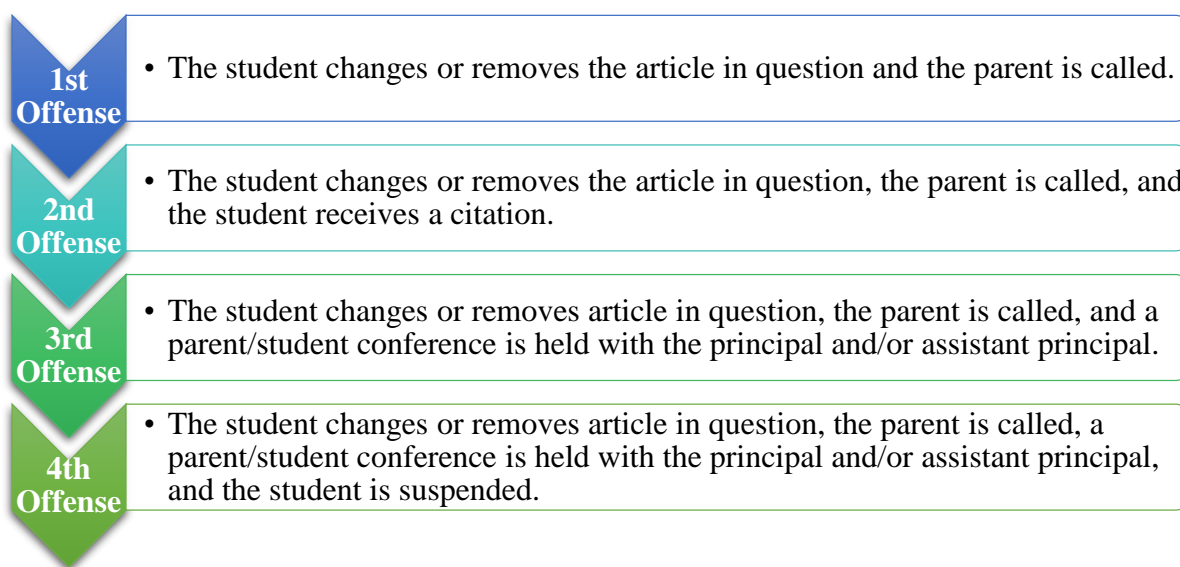 1st
Offense
• The student changes or removes the article in question and the parent is called.
2nd
Offense
• The student changes or removes the article in question, the parent is called, and
the student receives a citation.
3rd
Offense
• The student changes or removes article in question, the parent is called, and a
parent/student conference is held with the principal and/or assistant principal.
4th
Offense
• The student changes or removes article in question, the parent is called, a
parent/student conference is held with the principal and/or assistant principal,
and the student is suspended.